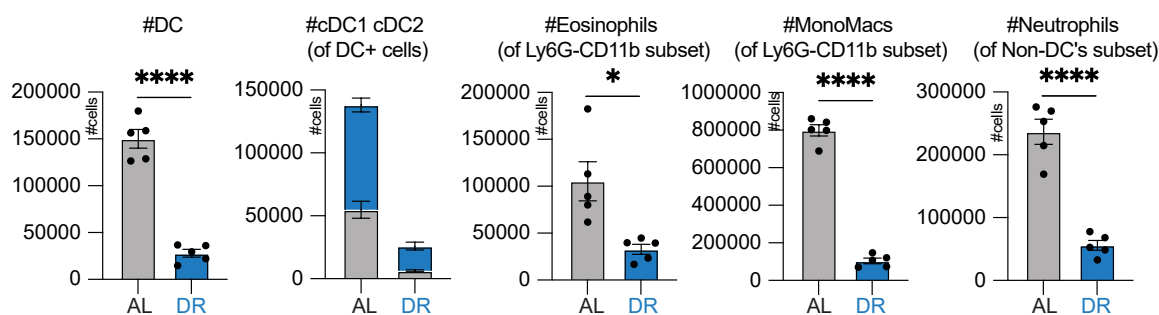 #DC
****
#cells
200000
150000
100000
50000
0
AL DR
#cDC1 cDC2
(of DC+ cells)
#cells
150000
100000
50000
0
AL DR
#Eosinophils
(of Ly6G-CD11b subset)
*
#cells
200000
150000
100000
50000
0
AL DR
#MonoMacs
(of Ly6G-CD11b subset)
****
#cells
1000000
800000
600000
400000
200000
0
AL DR
#Neutrophils
(of Non-DC's subset)
****
#cells
300000
200000
100000
0
AL DR